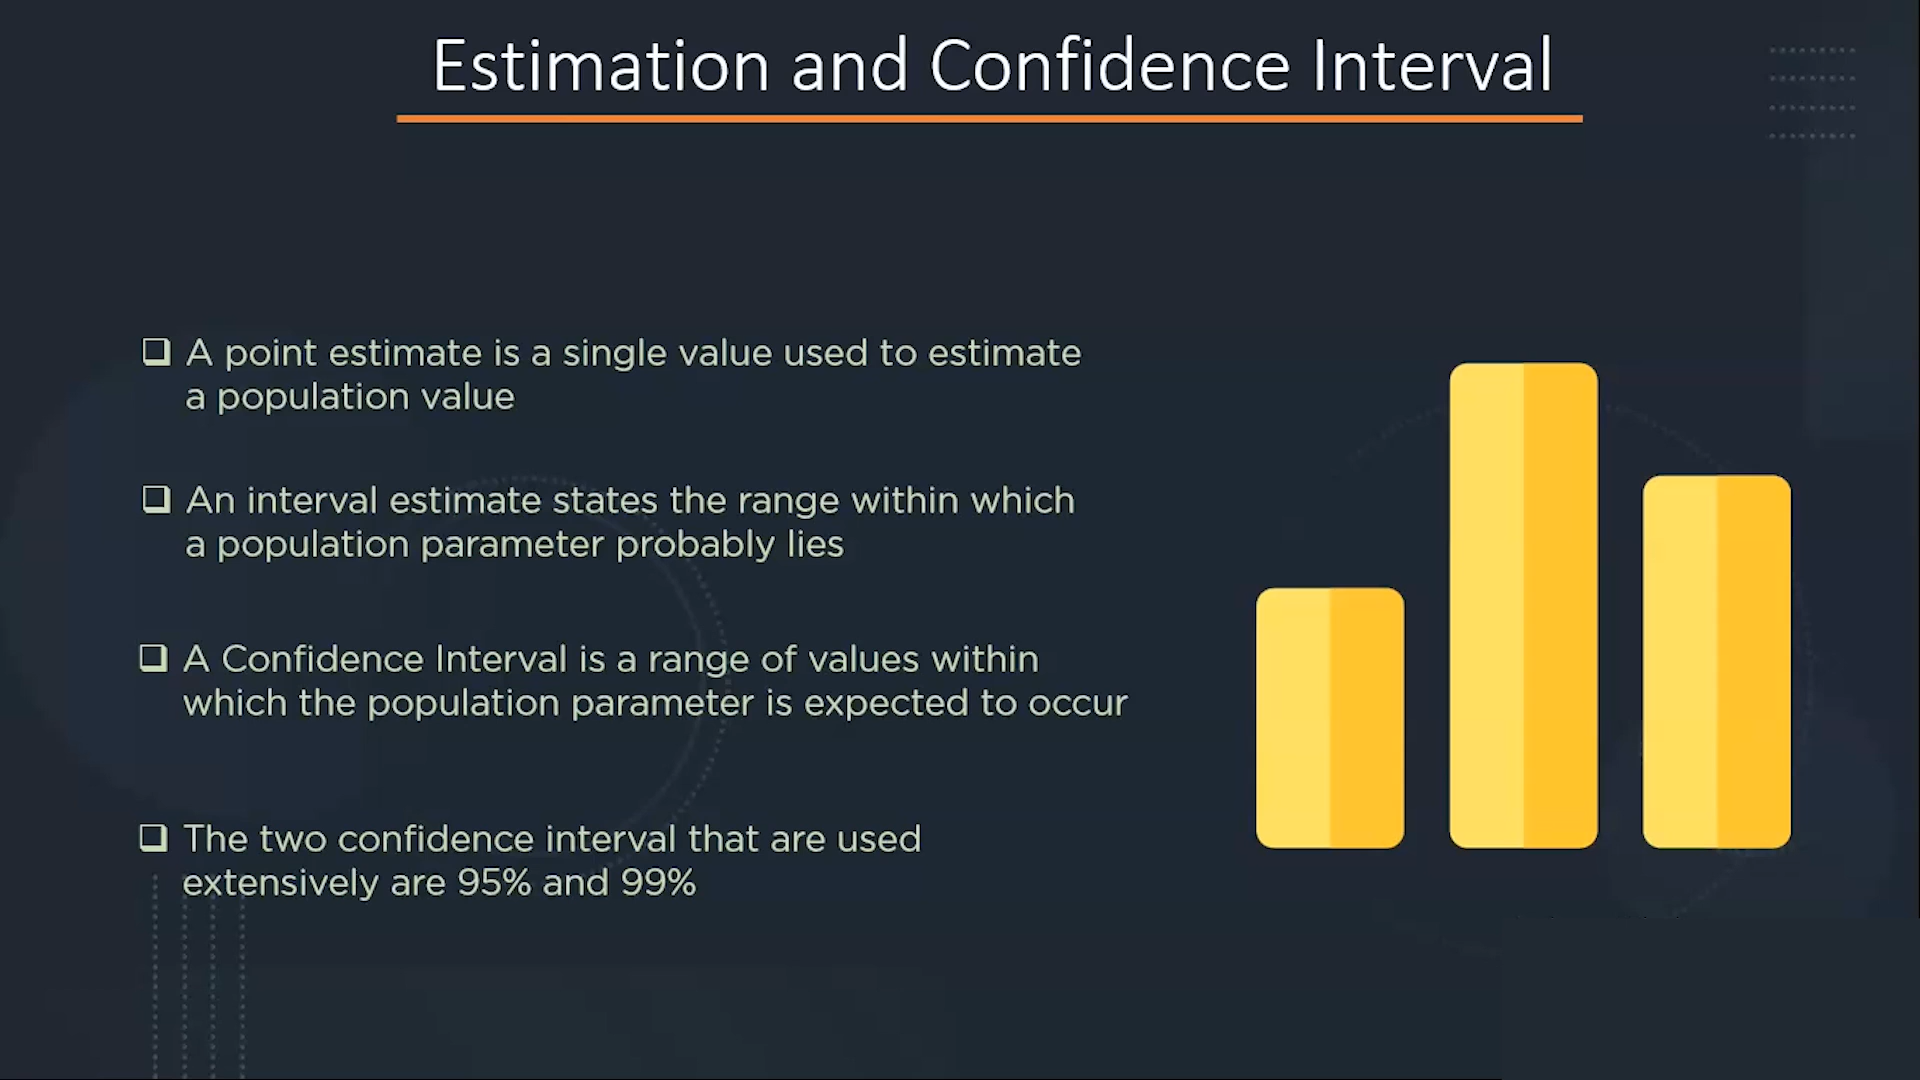 Estimation and Confidence Interval
A point estimate is a single value used to estimate
a population value
An interval estimate states the range within which
a population parameter probably lies
A Confidence Interval is a range of values within
which the population parameter is expected to occur
The two confidence interval that are used
extensively are 95% and 99%